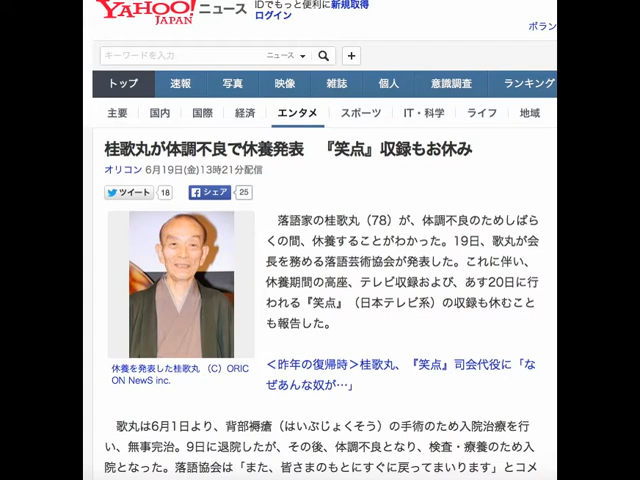 YAHOO! ニュース
JAPAN
IDでもっと便利に新規取得
ログイン
ボラン
キーワードを入力
ニュース
+
トップ 速報 写真 映像 雑誌 個人 意識調査 ランキング
主要 国内 国際 経済 エンタメ スポーツ IT・科学 ライフ 地域
桂歌丸が体調不良で休養発表 『笑点』収録もお休み
オリコン 6月19日(金)13時21分配信
ツイート 18 シェア 25
落語家の桂歌丸（78）が、体調不良のためしばら
くの間、休養することがわかった。19日、歌丸が会
長を務める落語芸術協会が発表した。これに伴い、
休養期間の高座、テレビ収録および、あす20日に行
われる『笑点』（日本テレビ系）の収録も休むこと
も報告した。
休養を発表した桂歌丸 （C）ORIC
ON NewS inc.
＜昨年の復帰時＞桂歌丸、『笑点』司会代役に「な
ぜあんな奴が…」
歌丸は6月1日より、背部褥瘡（はいぶじょくそう）の手術のため入院治療を行
い、無事完治。9日に退院したが、その後、体調不良となり、検査・療養のため入
院となった。落語協会は「また、皆さまのもとにすぐに戻ってまいります」とコメ